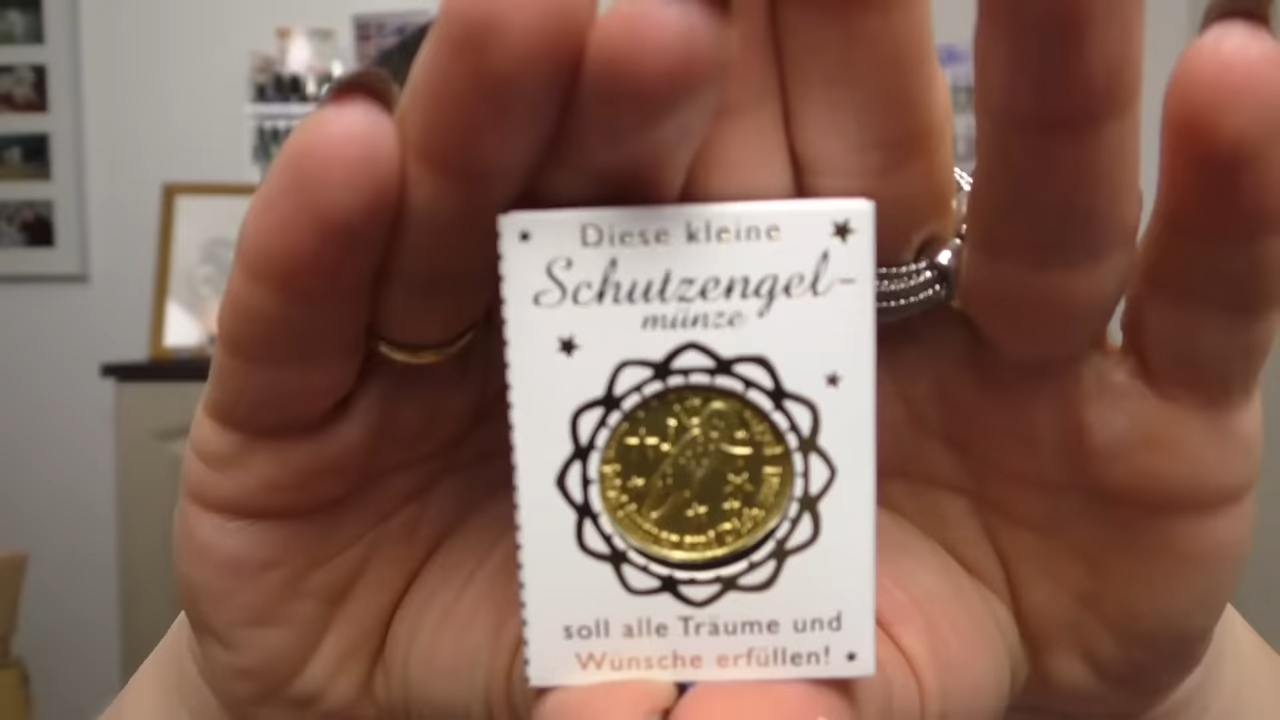 Diese kleine
Schutzengel-
münze
soll alle Träume und
Wünsche erfüllen!